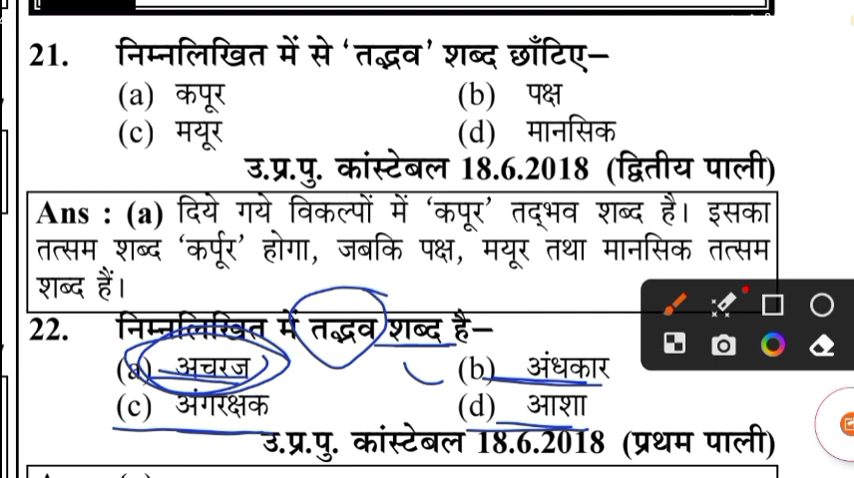 21. निम्नलिखित में से ‘तद्भव’ शब्द छाँटिए–
(a) कपूर (b) पक्ष
(c) मयूर (d) मानसिक
उ.प्र.पु. कांस्टेबल 18.6.2018 (द्वितीय पाली)
Ans : (a) दिये गये विकल्पों में ‘कपूर’ तद्‌भव शब्द है। इसका
तत्सम शब्द ‘कर्पूर’ होगा, जबकि पक्ष, मयूर तथा मानसिक तत्सम
शब्द हैं।
22. निम्नलिखित में तद्भव शब्द है–
(a) अचरज (b) अंधकार
(c) अंगरक्षक (d) आशा
उ.प्र.पु. कांस्टेबल 18.6.2018 (प्रथम पाली)